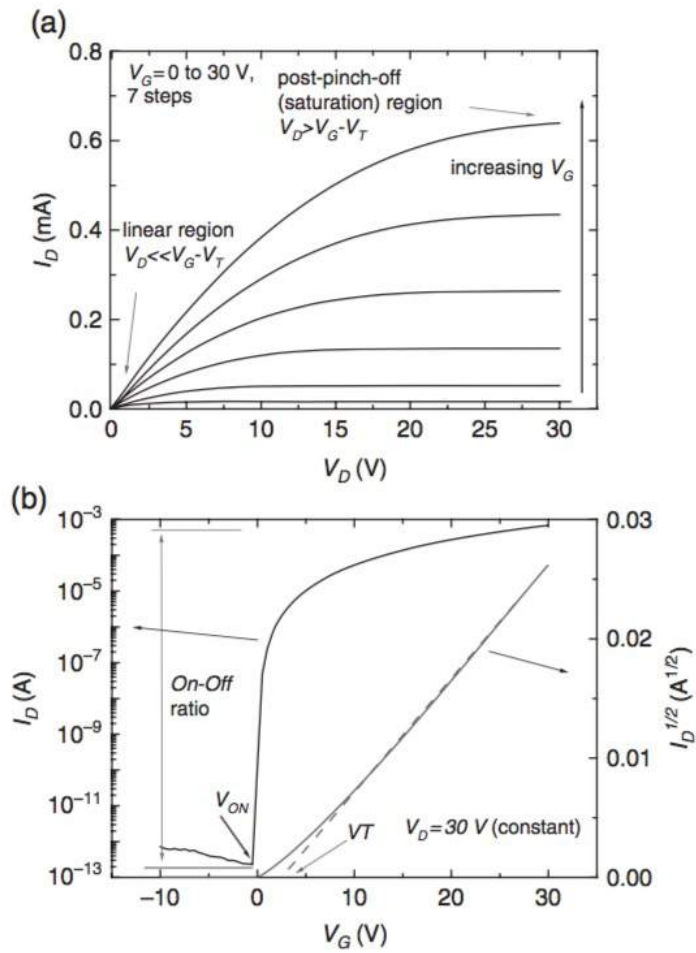 (a)
0.8
0.6
0.4
0.2
0.0
I_D (mA)
V_G=0 to 30 V,
7 steps
post-pinch-off
(saturation) region
V_D>V_G-V_T
increasing V_G
linear region
V_D<<V_G-V_T
0 5 10 15 20 25 30
V_D (V)
(b)
10⁻³
10⁻⁵
10⁻⁷
10⁻⁹
10⁻¹¹
10⁻¹³
I_D (A)
On-Off
ratio
V_ON
VT
V_D=30 V (constant)
0.03
0.02
0.01
0.00
I_D^1/2 (A^1/2)
−10 0 10 20 30
V_G (V)